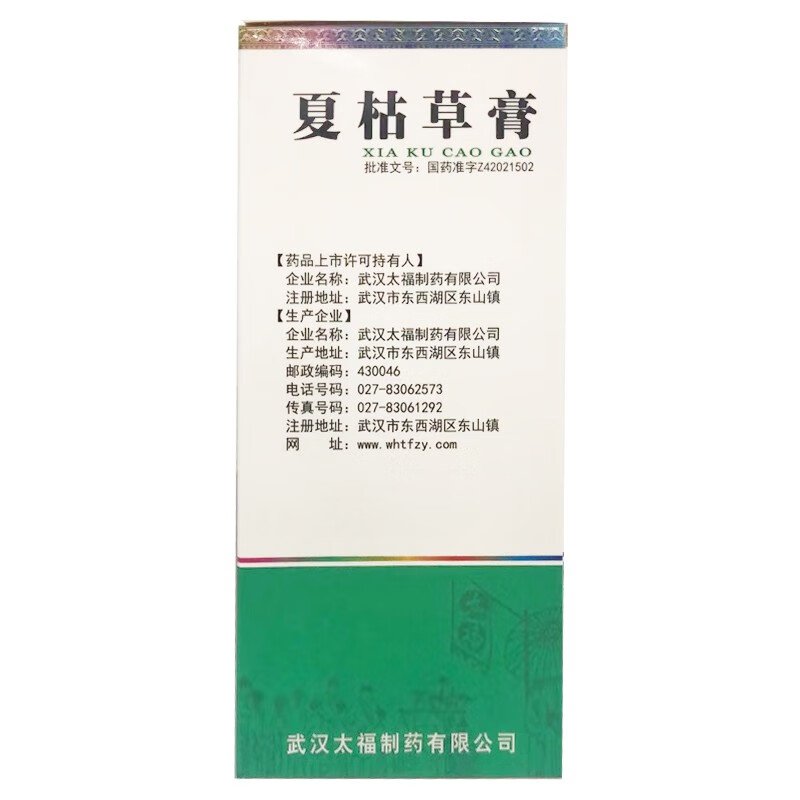 夏枯草膏
XIA KU CAO GAO
批准文号：国药准字Z42021502
【药品上市许可持有人】
企业名称：武汉太福制药有限公司
注册地址：武汉市东西湖区东山镇
【生产企业】
企业名称：武汉太福制药有限公司
生产地址：武汉市东西湖区东山镇
邮政编码：430046
电话号码：027-83062573
传真号码：027-83061292
注册地址：武汉市东西湖区东山镇
网　　址：www.whtfzy.com
武汉太福制药有限公司